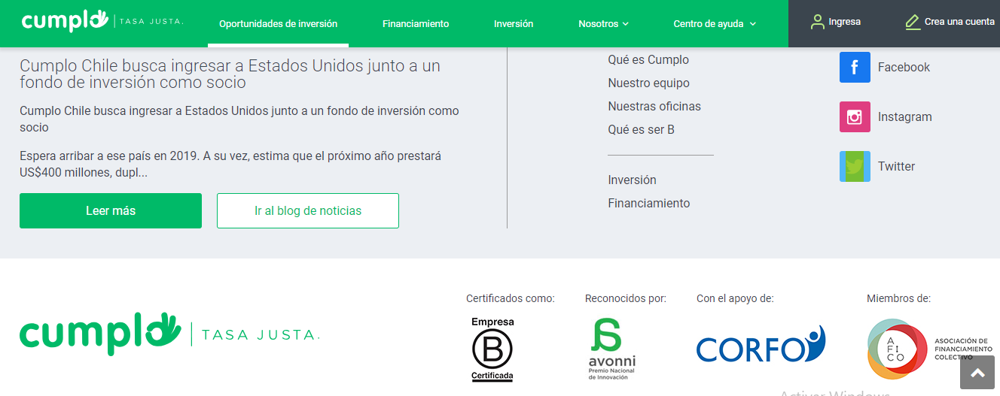 cumplo | TASA JUSTA.
Oportunidades de inversión
Financiamiento
Inversión
Nosotros
Centro de ayuda
Ingresa
Crea una cuenta
Cumplo Chile busca ingresar a Estados Unidos junto a un
fondo de inversión como socio
Cumplo Chile busca ingresar a Estados Unidos junto a un fondo de inversión como
socio
Espera arribar a ese país en 2019. A su vez, estima que el próximo año prestará
US$400 millones, dupl...
Leer más
Ir al blog de noticias
Qué es Cumplo
Nuestro equipo
Nuestras oficinas
Qué es ser B
Inversión
Financiamiento
Facebook
Instagram
Twitter
cumplo | TASA JUSTA.
Certificados como:
Empresa
B
Certificada
Reconocidos por:
avonni
Premio Nacional
de Innovación
Con el apoyo de:
CORFO
Miembros de:
A
FI
CO
ASOCIACIÓN DE
FINANCIAMIENTO
COLECTIVO
Activar Windows